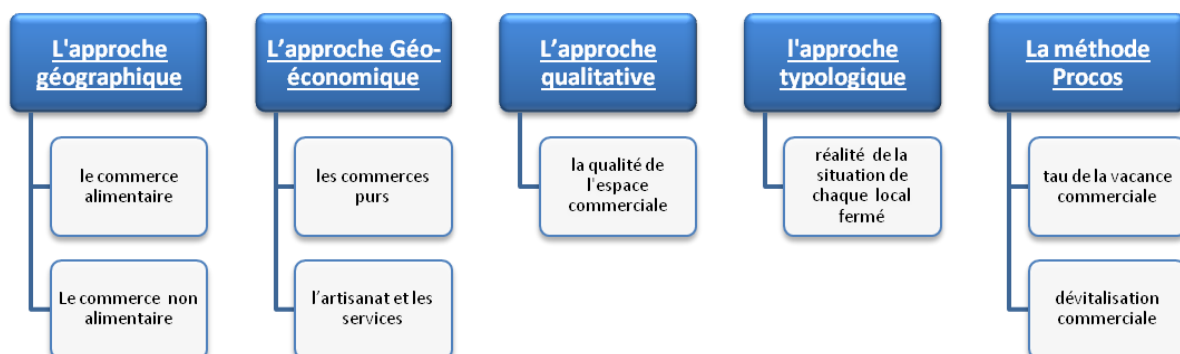 L'approche
géographique
le commerce
alimentaire
Le commerce non
alimentaire
L’approche Géo-
économique
les commerces
purs
l’artisanat et les
services
L’approche
qualitative
la qualité de
l'espace
commerciale
l'approche
typologique
réalité de la
situation de
chaque local
fermé
La méthode
Procos
tau de la vacance
commerciale
dévitalisation
commerciale